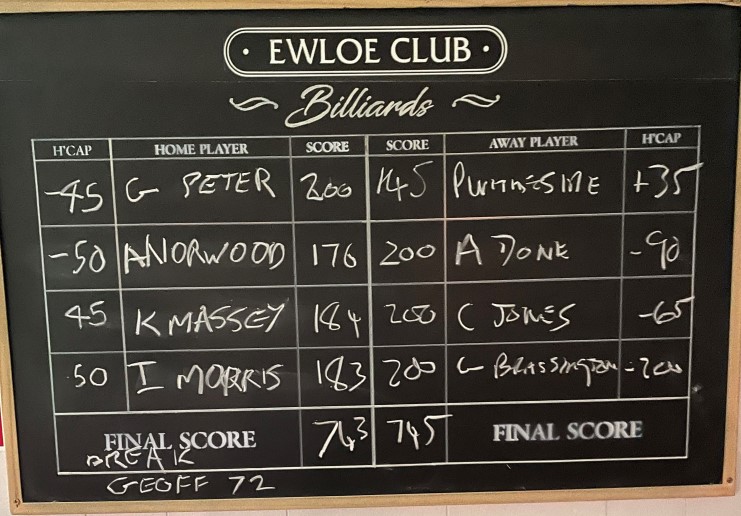 · EWLOE CLUB ·
Billiards
H'CAP HOME PLAYER SCORE SCORE AWAY PLAYER H'CAP
-45 G PETER 200 145 +35
-50 A NORWOOD 176 200 A DONE -90
45 K MASSEY 184 200 C JONES -65
50 I MORRIS 183 200 G BRASSINGTON -200
FINAL SCORE 743 745 FINAL SCORE
BREAK
GEOFF 72